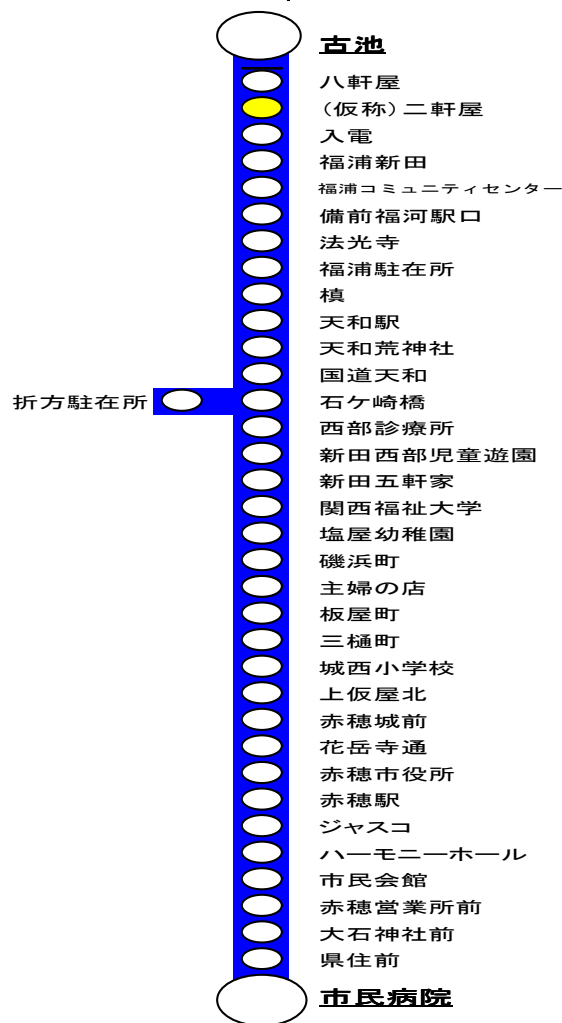 古池
八軒屋
(仮称)二軒屋
入電
福浦新田
福浦コミュニティセンター
備前福河駅口
法光寺
福浦駐在所
槙
天和駅
天和荒神社
国道天和
折方駐在所
石ケ崎橋
西部診療所
新田西部児童遊園
新田五軒家
関西福祉大学
塩屋幼稚園
磯浜町
主婦の店
板屋町
三樋町
城西小学校
上仮屋北
赤穂城前
花岳寺通
赤穂市役所
赤穂駅
ジャスコ
ハーモニーホール
市民会館
赤穂営業所前
大石神社前
県住前
市民病院